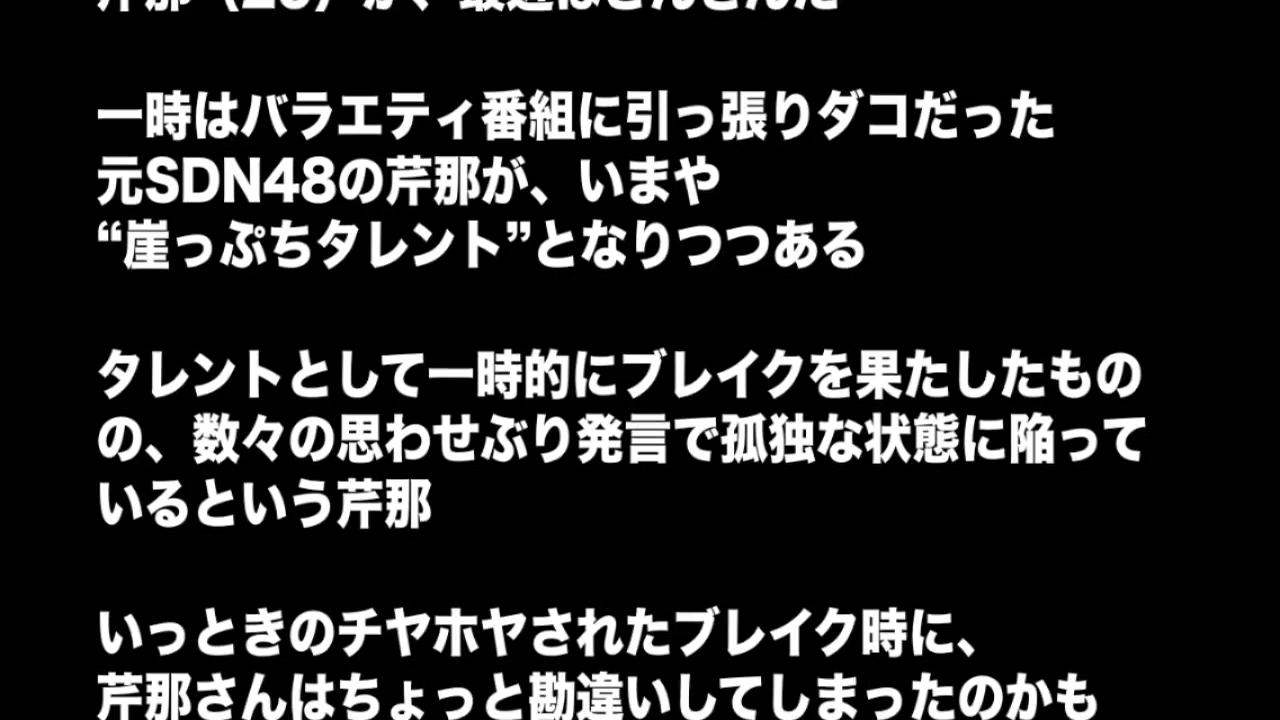 一時はバラエティ番組に引っ張りダコだった
元SDN48の芹那が、いまや
“崖っぷちタレント”となりつつある
タレントとして一時的にブレイクを果たしたもの
の、数々の思わせぶり発言で孤独な状態に陥って
いるという芹那
いっときのチヤホヤされたブレイク時に、
芹那さんはちょっと勘違いしてしまったのかも